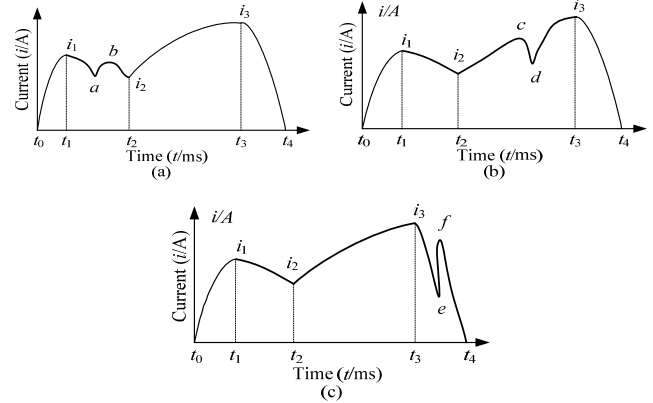 Current (i/A)
i1
a
b
i2
i3
t0
t1
t2
t3
t4
Time (t/ms)
(a)
i/A
Current (i/A)
i1
i2
c
d
i3
t0
t1
t2
t3
t4
Time (t/ms)
(b)
i/A
Current (i/A)
i1
i2
i3
f
e
t0
t1
t2
t3
t4
Time (t/ms)
(c)